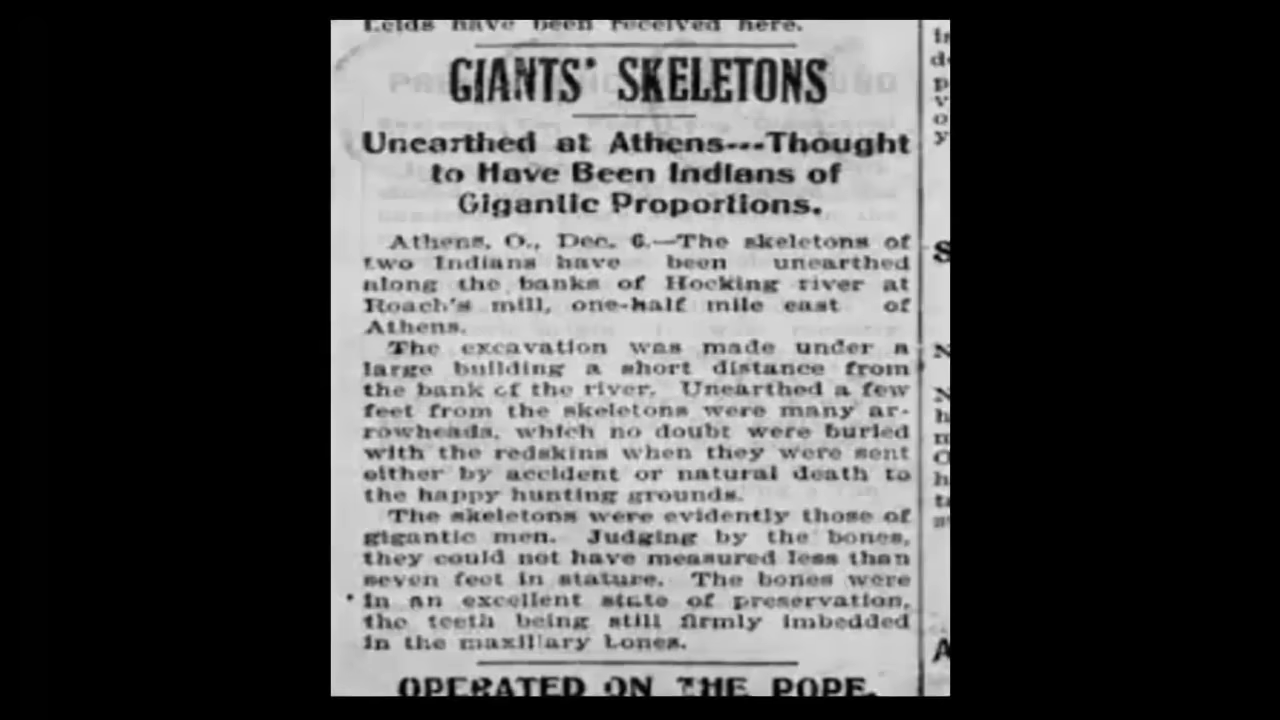 Leids have been received here.
GIANTS' SKELETONS
Unearthed at Athens---Thought
to Have Been Indians of
Gigantic Proportions.
Athens, O., Dec. 6.—The skeletons of
two Indians have been unearthed
along the banks of Hocking river at
Roach's mill, one-half mile east of
Athens.
The excavation was made under a
large building a short distance from
the bank of the river. Unearthed a few
feet from the skeletons were many ar-
rowheads, which no doubt were buried
with the redskins when they were sent
either by accident or natural death to
the happy hunting grounds.
The skeletons were evidently those of
gigantic men. Judging by the bones,
they could not have measured less than
seven feet in stature. The bones were
in an excellent state of preservation,
the teeth being still firmly imbedded
in the maxillary bones.
OPERATED ON THE POPE.